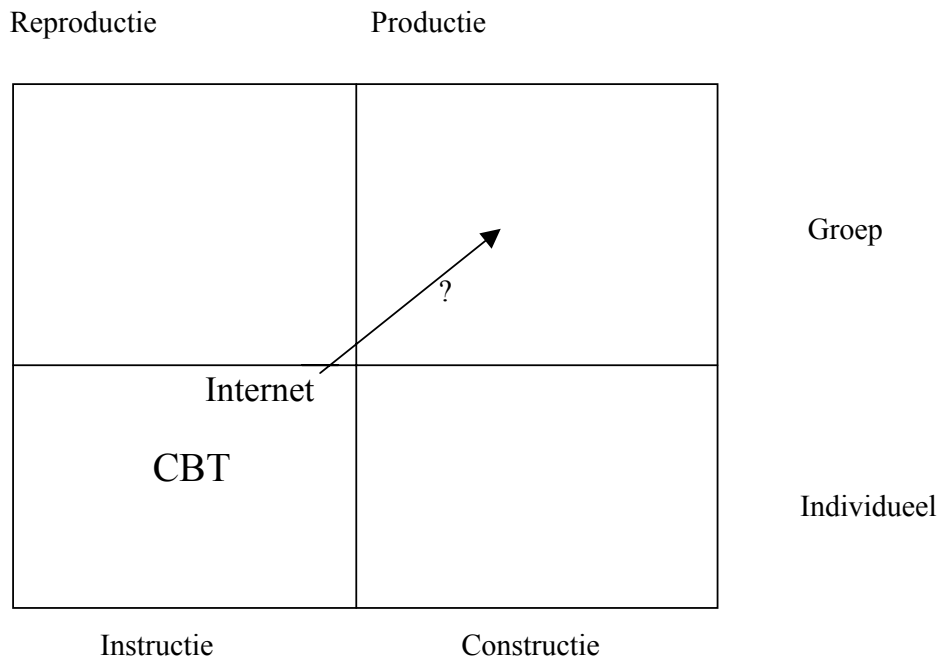 Reproductie Productie
Groep
?
Internet
CBT
Individueel
Instructie Constructie